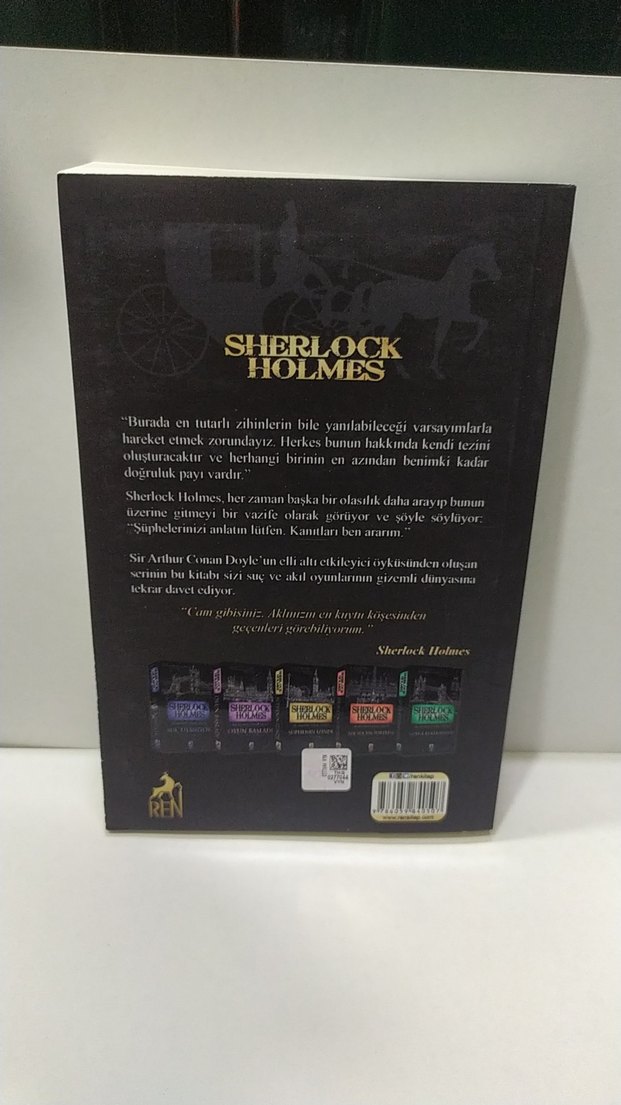 SHERLOCK
HOLMES
“Burada en tutarlı zihinlerin bile yanılabileceği varsayımlarla
hareket etmek zorundayız. Herkes bunun hakkında kendi tezini
oluşturacaktır ve herhangi birinin en azından benimki kadar
doğruluk payı vardır.”
Sherlock Holmes, her zaman başka bir olasılık daha arayıp bunun
üzerine gitmeyi bir vazife olarak görüyor ve şöyle söylüyor:
“Şüphelerinizi anlatın lütfen. Kanıtları ben ararım.”
Sir Arthur Conan Doyle’un elli altı etkileyici öyküsünden oluşan
serinin bu kitabı sizi suç ve akıl oyunlarının gizemli dünyasına
tekrar davet ediyor.
“Cam gibisiniz. Aklınızın en kuytu köşesinden
geçenleri görebiliyorum.”
Sherlock Holmes
SHERLOCK
HOLMES
SHERLOCK
HOLMES
OYUN BAŞLADI
SHERLOCK
HOLMES
SHERLOCK
HOLMES
SHERLOCK
HOLMES
REN
/renkitap
www.renkitap.com